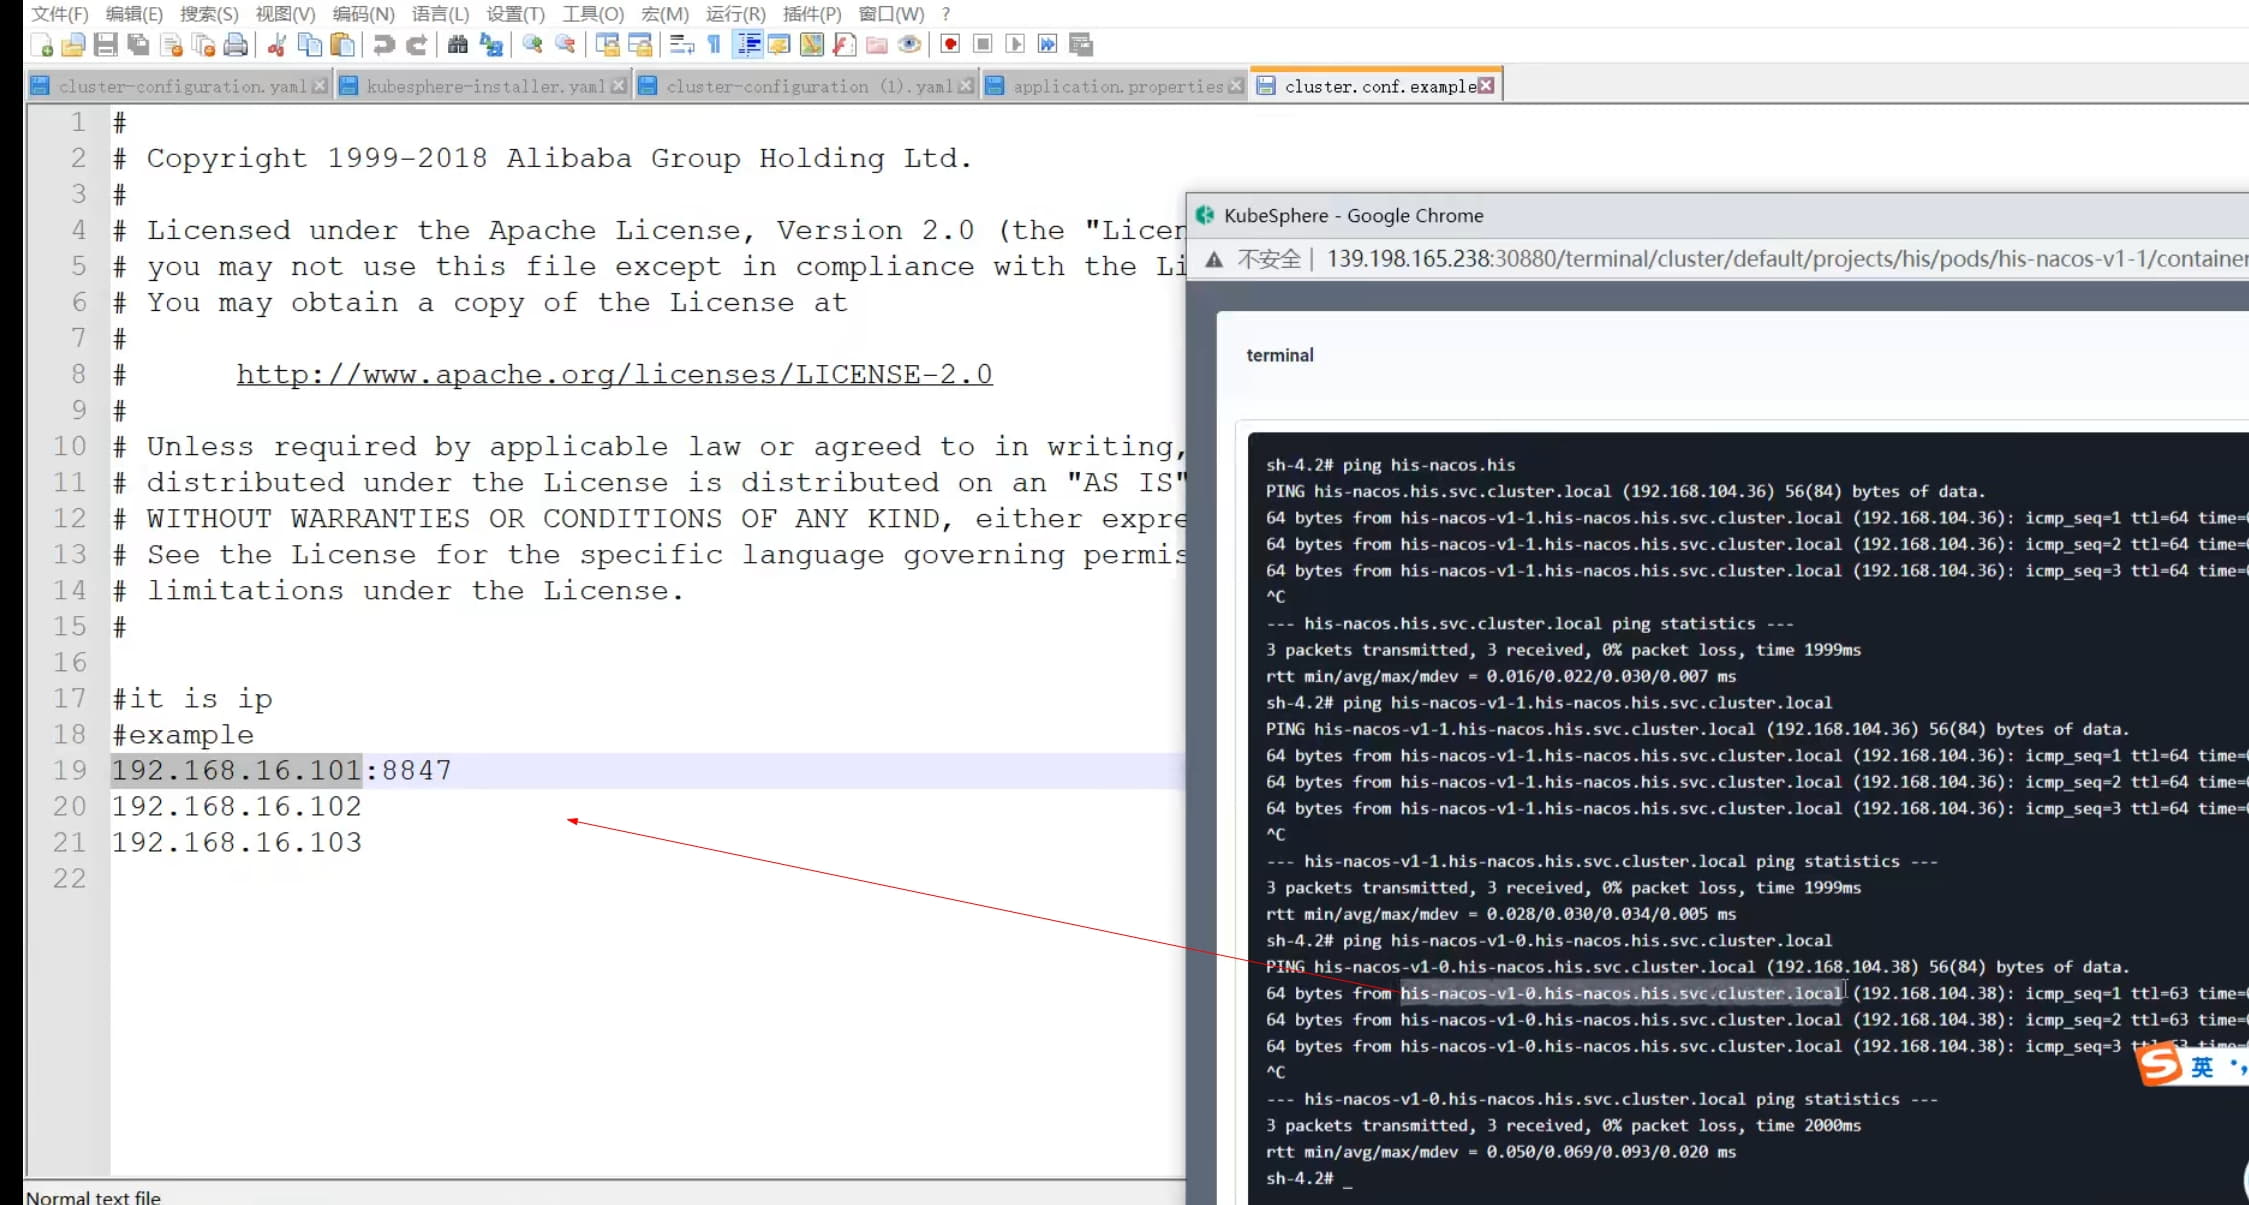 文件(F) 编辑(E) 搜索(S) 视图(V) 编码(N) 语言(L) 设置(T) 工具(O) 宏(M) 运行(R) 插件(P) 窗口(W) ?
cluster-configuration.yaml kubesphere-installer.yaml cluster-configuration (1).yaml application.properties cluster.conf.example
1 #
2 # Copyright 1999-2018 Alibaba Group Holding Ltd.
3 #
4 # Licensed under the Apache License, Version 2.0 (the "Licen
5 # you may not use this file except in compliance with the Li
6 # You may obtain a copy of the License at
7 #
8 # http://www.apache.org/licenses/LICENSE-2.0
9 #
10 # Unless required by applicable law or agreed to in writing,
11 # distributed under the License is distributed on an "AS IS"
12 # WITHOUT WARRANTIES OR CONDITIONS OF ANY KIND, either expre
13 # See the License for the specific language governing permis
14 # limitations under the License.
15 #
16
17 #it is ip
18 #example
19 192.168.16.101:8847
20 192.168.16.102
21 192.168.16.103
22
Normal text file
KubeSphere - Google Chrome
不安全 | 139.198.165.238:30880/terminal/cluster/default/projects/his/pods/his-nacos-v1-1/container
terminal
sh-4.2# ping his-nacos.his
PING his-nacos.his.svc.cluster.local (192.168.104.36) 56(84) bytes of data.
64 bytes from his-nacos-v1-1.his-nacos.his.svc.cluster.local (192.168.104.36): icmp_seq=1 ttl=64 time=
64 bytes from his-nacos-v1-1.his-nacos.his.svc.cluster.local (192.168.104.36): icmp_seq=2 ttl=64 time=
64 bytes from his-nacos-v1-1.his-nacos.his.svc.cluster.local (192.168.104.36): icmp_seq=3 ttl=64 time=
^C
--- his-nacos.his.svc.cluster.local ping statistics ---
3 packets transmitted, 3 received, 0% packet loss, time 1999ms
rtt min/avg/max/mdev = 0.016/0.022/0.030/0.007 ms
sh-4.2# ping his-nacos-v1-1.his-nacos.his.svc.cluster.local
PING his-nacos-v1-1.his-nacos.his.svc.cluster.local (192.168.104.36) 56(84) bytes of data.
64 bytes from his-nacos-v1-1.his-nacos.his.svc.cluster.local (192.168.104.36): icmp_seq=1 ttl=64 time=
64 bytes from his-nacos-v1-1.his-nacos.his.svc.cluster.local (192.168.104.36): icmp_seq=2 ttl=64 time=
64 bytes from his-nacos-v1-1.his-nacos.his.svc.cluster.local (192.168.104.36): icmp_seq=3 ttl=64 time=
^C
--- his-nacos-v1-1.his-nacos.his.svc.cluster.local ping statistics ---
3 packets transmitted, 3 received, 0% packet loss, time 1999ms
rtt min/avg/max/mdev = 0.028/0.030/0.034/0.005 ms
sh-4.2# ping his-nacos-v1-0.his-nacos.his.svc.cluster.local
PING his-nacos-v1-0.his-nacos.his.svc.cluster.local (192.168.104.38) 56(84) bytes of data.
64 bytes from his-nacos-v1-0.his-nacos.his.svc.cluster.local (192.168.104.38): icmp_seq=1 ttl=63 time=
64 bytes from his-nacos-v1-0.his-nacos.his.svc.cluster.local (192.168.104.38): icmp_seq=2 ttl=63 time=
64 bytes from his-nacos-v1-0.his-nacos.his.svc.cluster.local (192.168.104.38): icmp_seq=3 ttl=63 time=
英
^C
--- his-nacos-v1-0.his-nacos.his.svc.cluster.local ping statistics ---
3 packets transmitted, 3 received, 0% packet loss, time 2000ms
rtt min/avg/max/mdev = 0.050/0.069/0.093/0.020 ms
sh-4.2# _